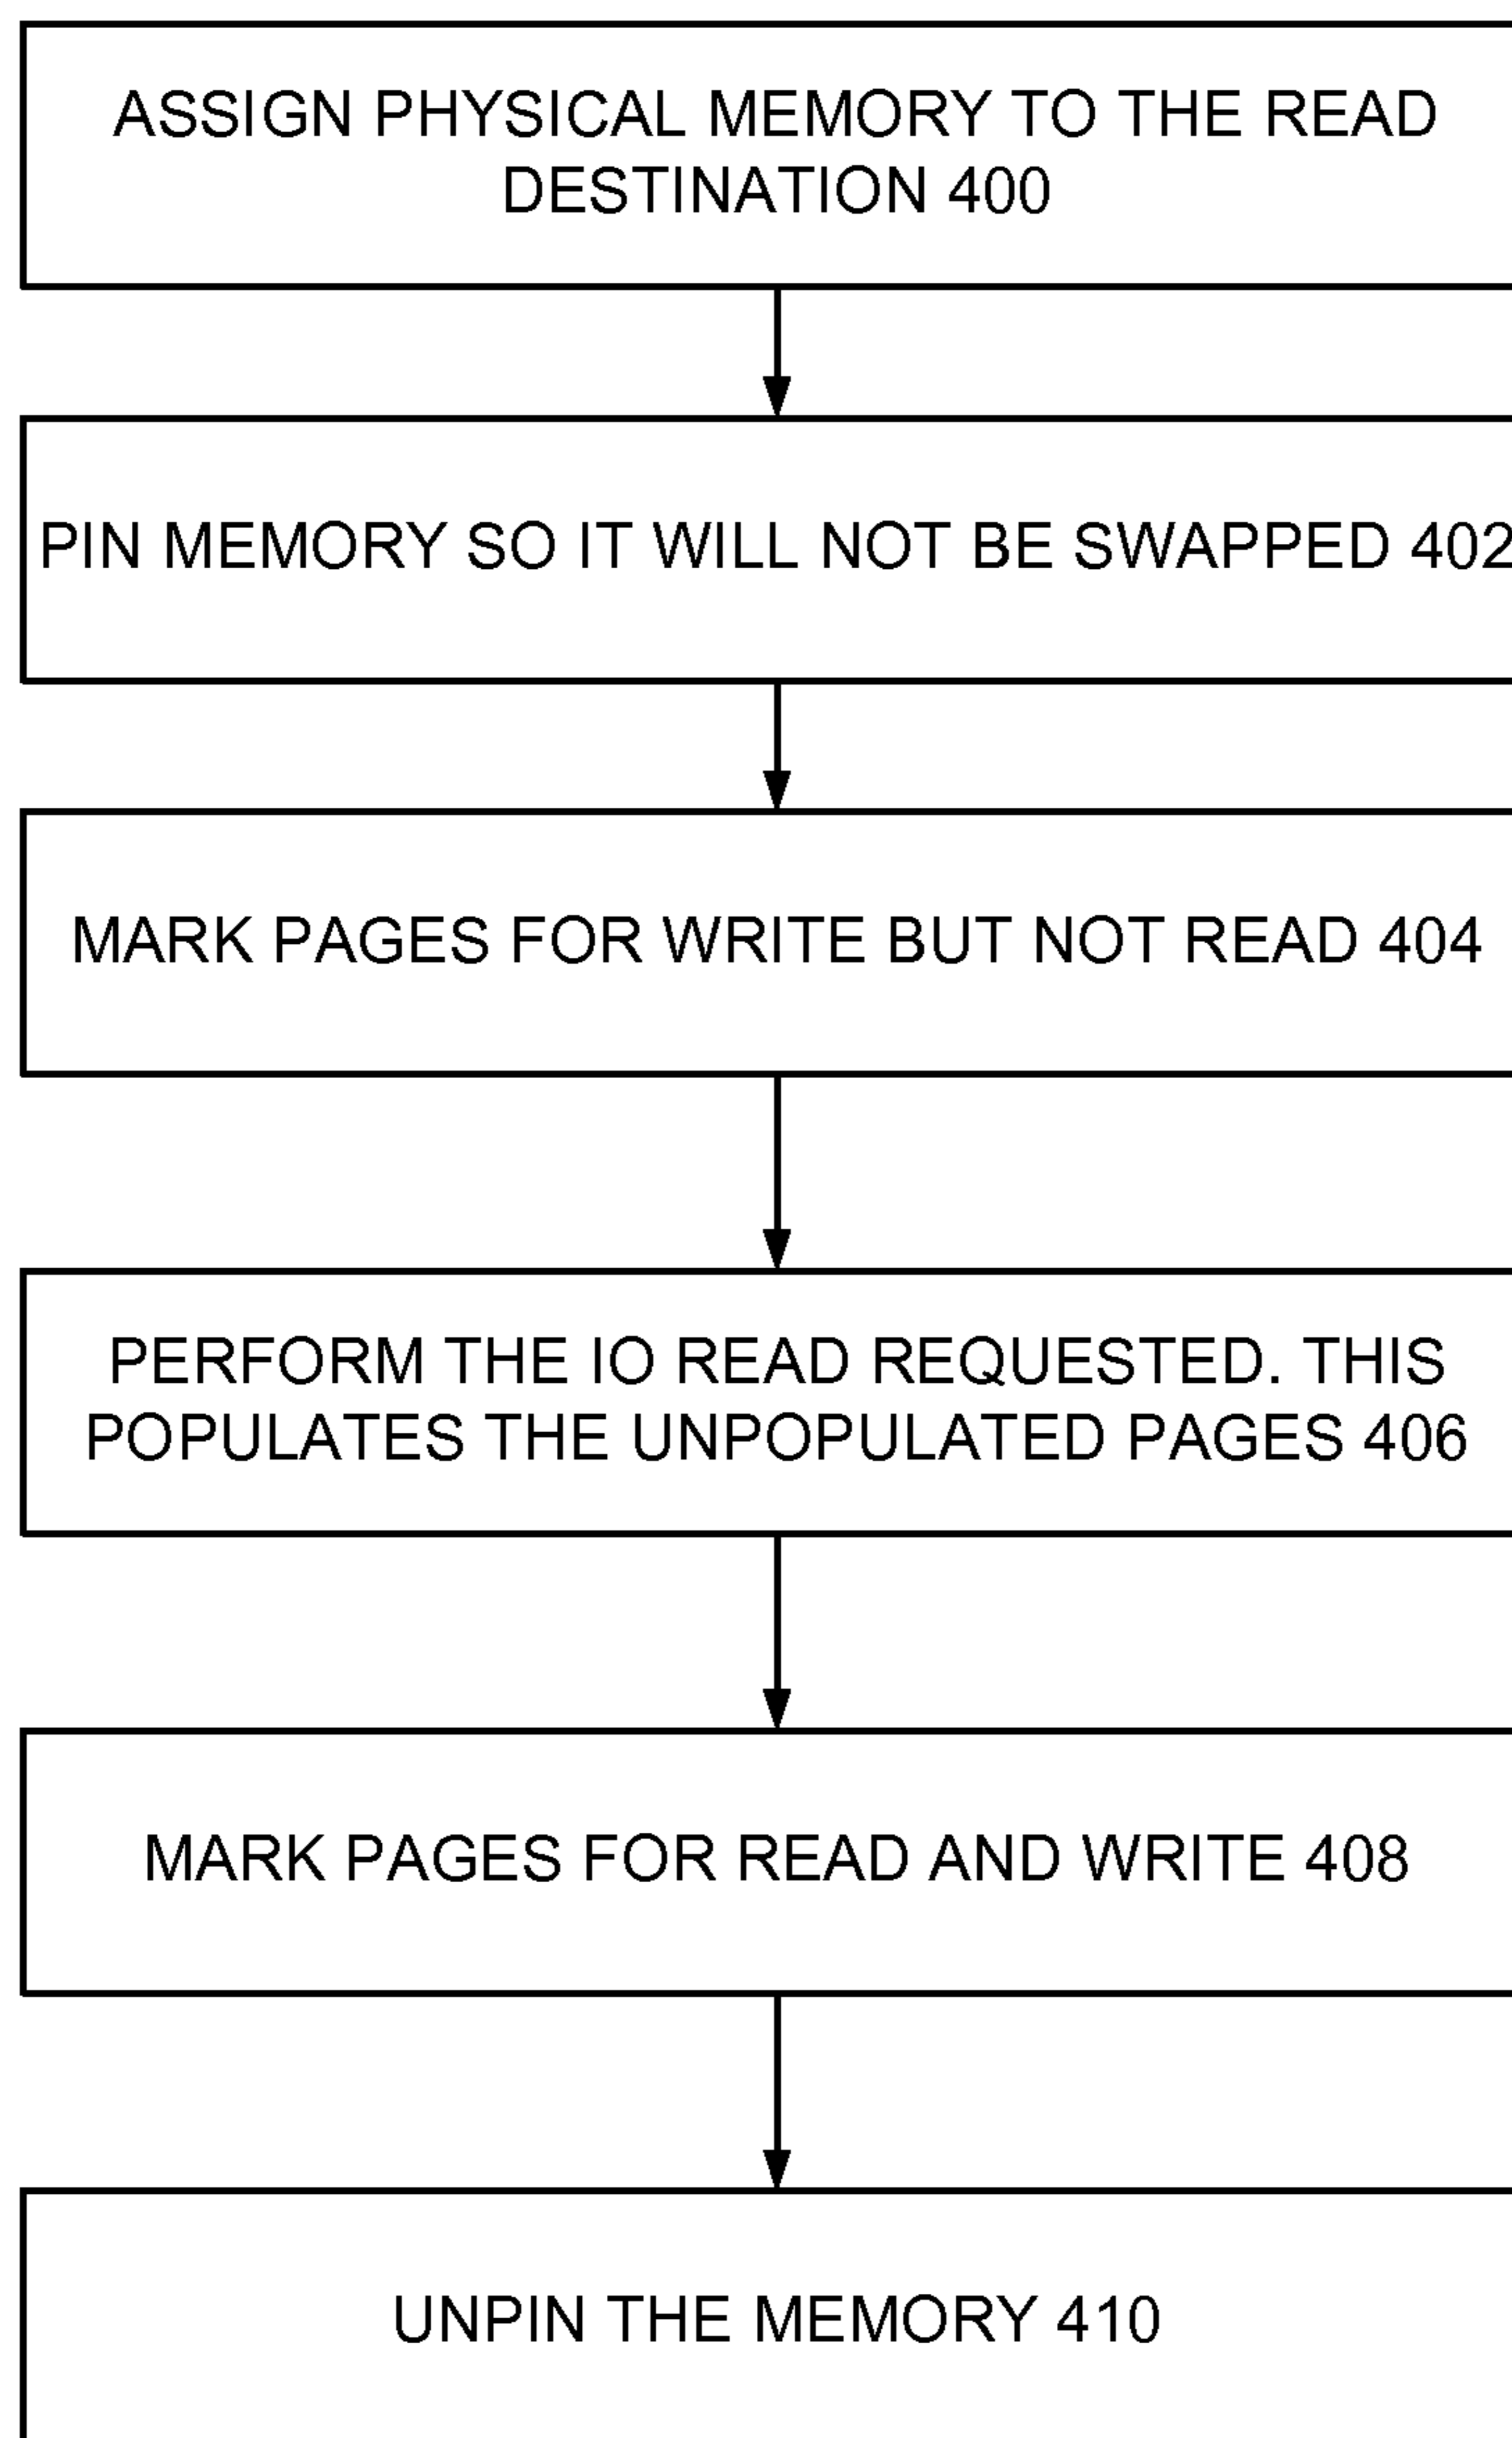 ASSIGN PHYSICAL MEMORY TO THE READ
DESTINATION 400
PIN MEMORY SO IT WILL NOT BE SWAPPED 402
MARK PAGES FOR WRITE BUT NOT READ 404
PERFORM THE IO READ REQUESTED. THIS
POPULATES THE UNPOPULATED PAGES 406
MARK PAGES FOR READ AND WRITE 408
UNPIN THE MEMORY 410